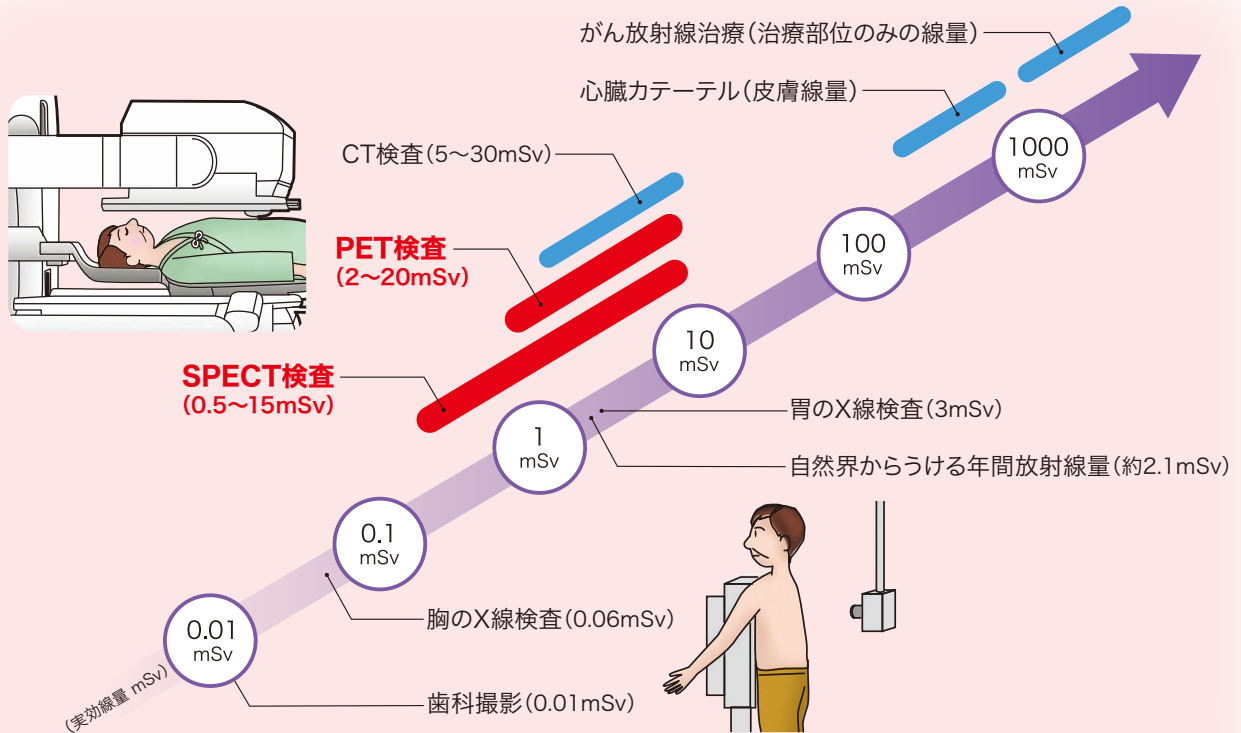 がん放射線治療(治療部位のみの線量)
心臓カテーテル(皮膚線量)
CT検査(5〜30mSv)
PET検査
(2〜20mSv)
SPECT検査
(0.5〜15mSv)
1000
mSv
100
mSv
10
mSv
1
mSv
0.1
mSv
0.01
mSv
胃のX線検査(3mSv)
自然界からうける年間放射線量(約2.1mSv)
胸のX線検査(0.06mSv)
歯科撮影(0.01mSv)
(実効線量 mSv)